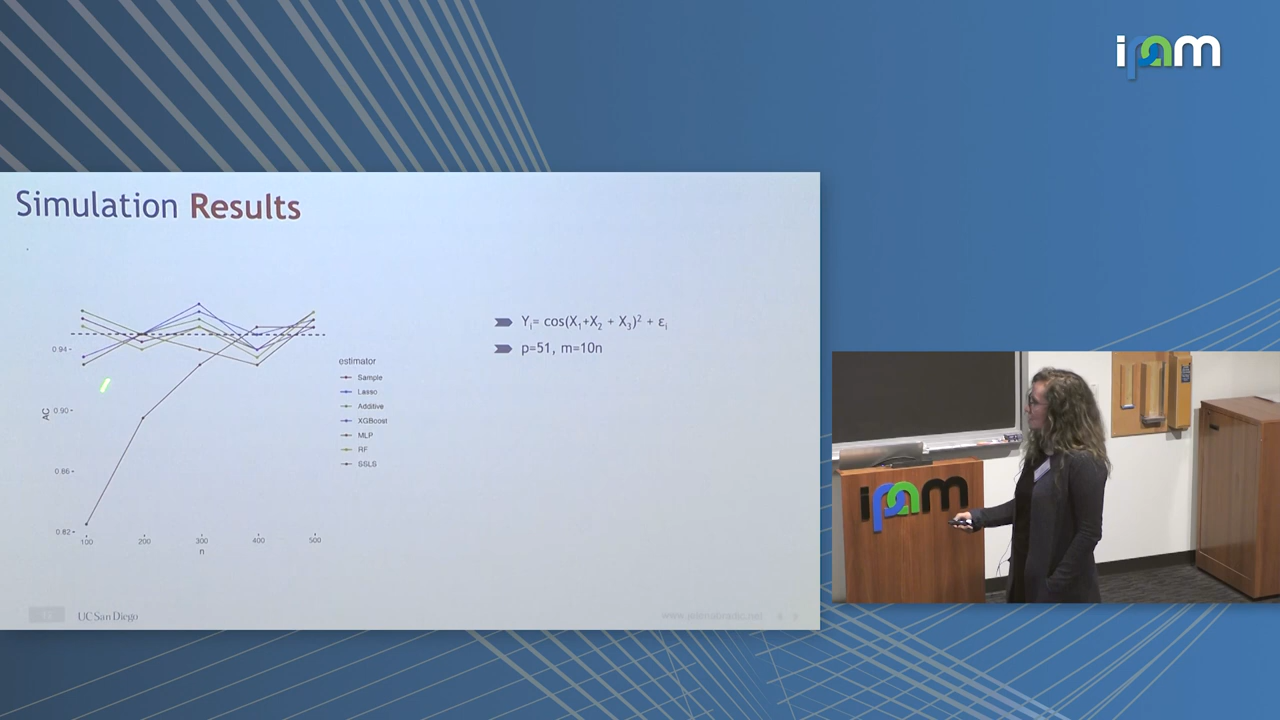 ipam
Simulation Results
0.94
0.90
0.86
0.82
AC
100
200
300
400
500
n
estimator
Sample
Lasso
Additive
XGBoost
MLP
RF
SSLS
Yᵢ= cos(X₁+X₂ + X₃)² + εᵢ
p=51, m=10n
UC San Diego
ipam